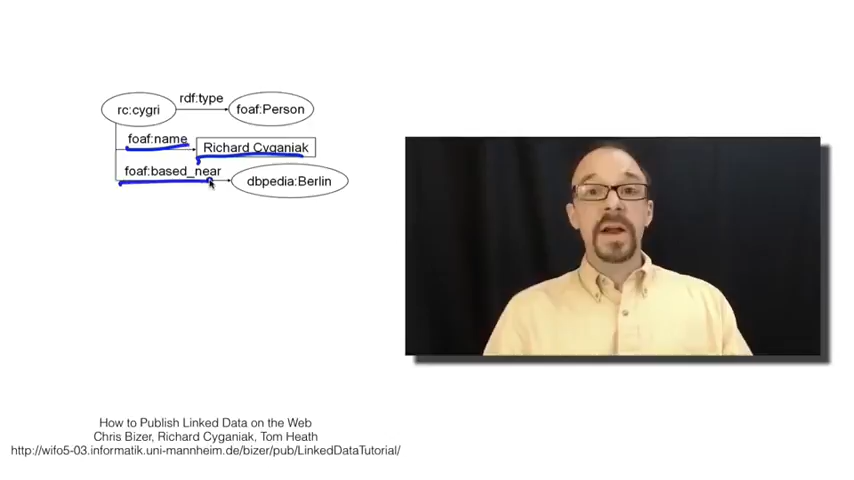 rdf:type
rc:cygri
foaf:Person
foaf:name
Richard Cyganiak
foaf:based_near
dbpedia:Berlin
How to Publish Linked Data on the Web
Chris Bizer, Richard Cyganiak, Tom Heath
http://wifo5-03.informatik.uni-mannheim.de/bizer/pub/LinkedDataTutorial/